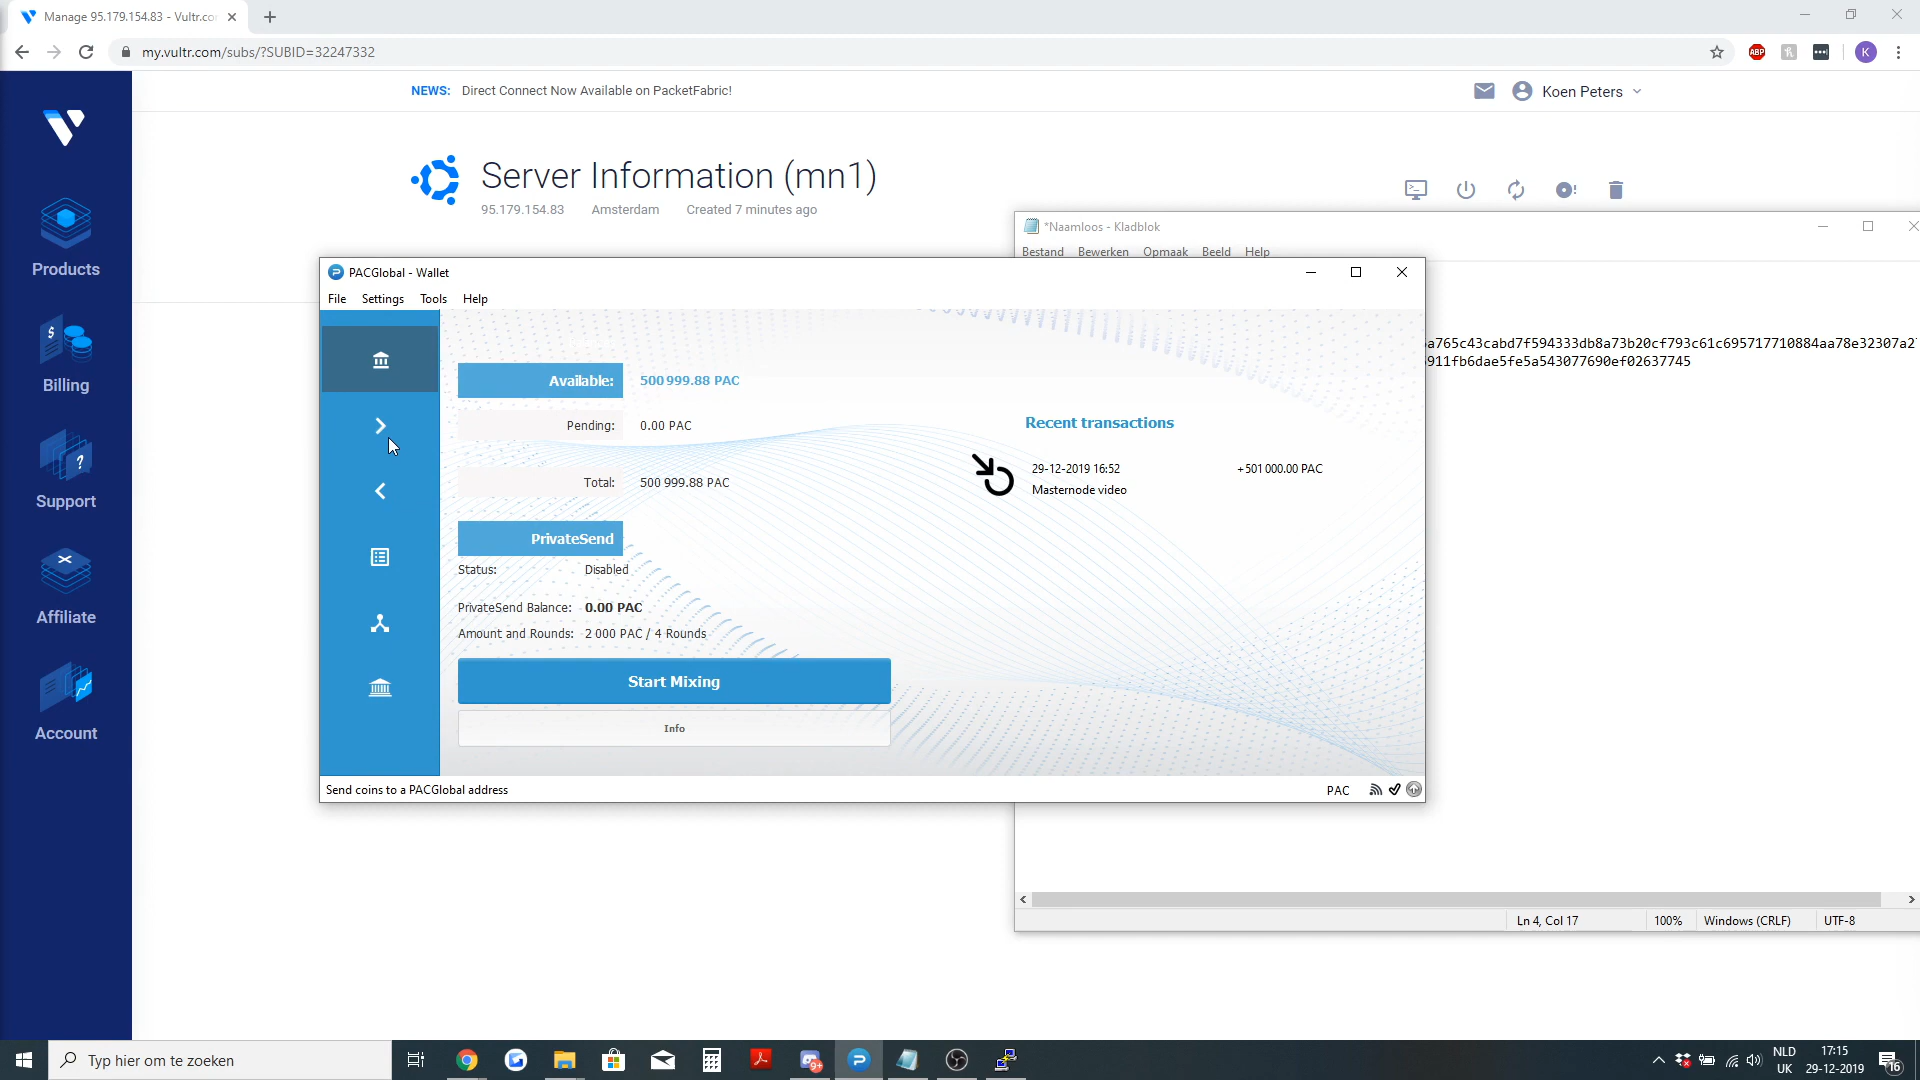 Manage 95.179.154.83 - Vultr.co
my.vultr.com/subs/?SUBID=32247332
ABP
K
NEWS: Direct Connect Now Available on PacketFabric!
Koen Peters
Server Information (mn1)
95.179.154.83 Amsterdam Created 7 minutes ago
Products
Billing
Support
Affiliate
Account
*Naamloos - Kladblok
Bestand Bewerken Opmaak Beeld Help
a765c43cabd7f594333db8a73b20cf793c61c695717710884aa78e32307a2
911fb6dae5fe5a543077690ef02637745
PACGlobal - Wallet
File Settings Tools Help
Available: 500 999.88 PAC
Pending: 0.00 PAC
Total: 500 999.88 PAC
PrivateSend
Status: Disabled
PrivateSend Balance: 0.00 PAC
Amount and Rounds: 2 000 PAC / 4 Rounds
Start Mixing
Info
Recent transactions
29-12-2019 16:52 +501 000.00 PAC
Masternode video
Send coins to a PACGlobal address
PAC
Ln 4, Col 17 100% Windows (CRLF) UTF-8
Typ hier om te zoeken
9+
NLD
UK
17:15
29-12-2019
16